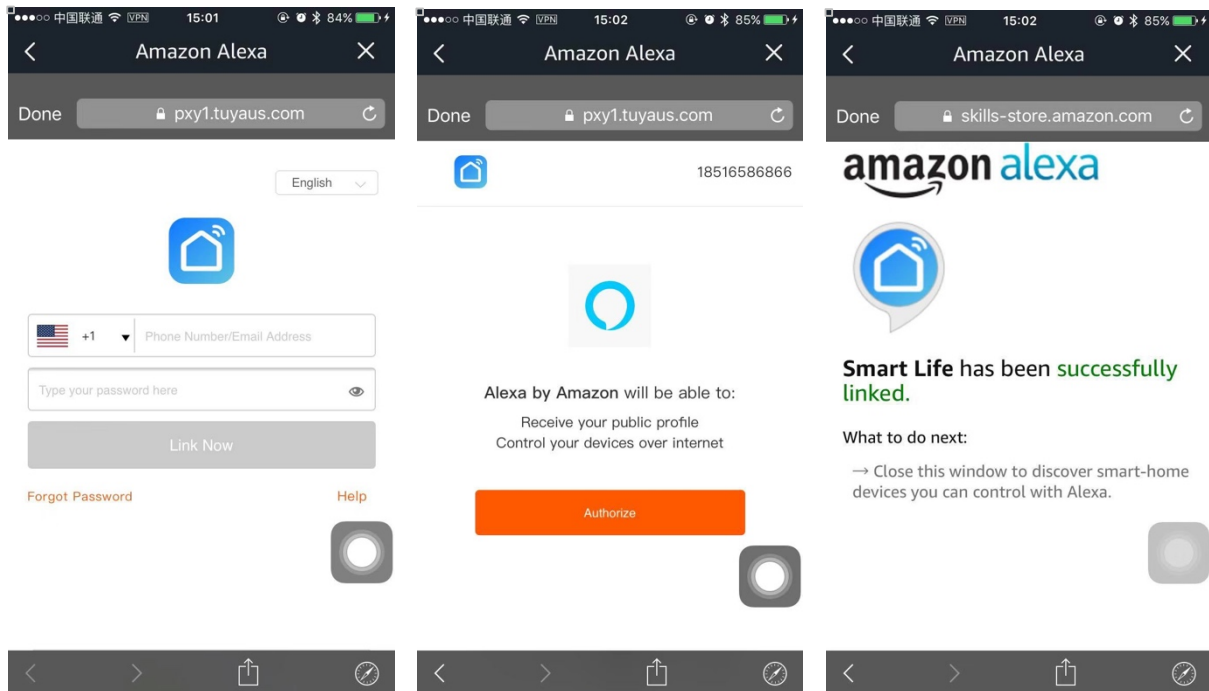 中国联通 VPN 15:01 84%
Amazon Alexa
Done pxy1.tuyaus.com
English
+1 Phone Number/Email Address
Type your password here
Link Now
Forgot Password Help
中国联通 VPN 15:02 85%
Amazon Alexa
Done pxy1.tuyaus.com
18516586866
Alexa by Amazon will be able to:
Receive your public profile
Control your devices over internet
Authorize
中国联通 VPN 15:02 85%
Amazon Alexa
Done skills-store.amazon.com
amazon alexa
Smart Life has been successfully
linked.
What to do next:
→ Close this window to discover smart-home
devices you can control with Alexa.